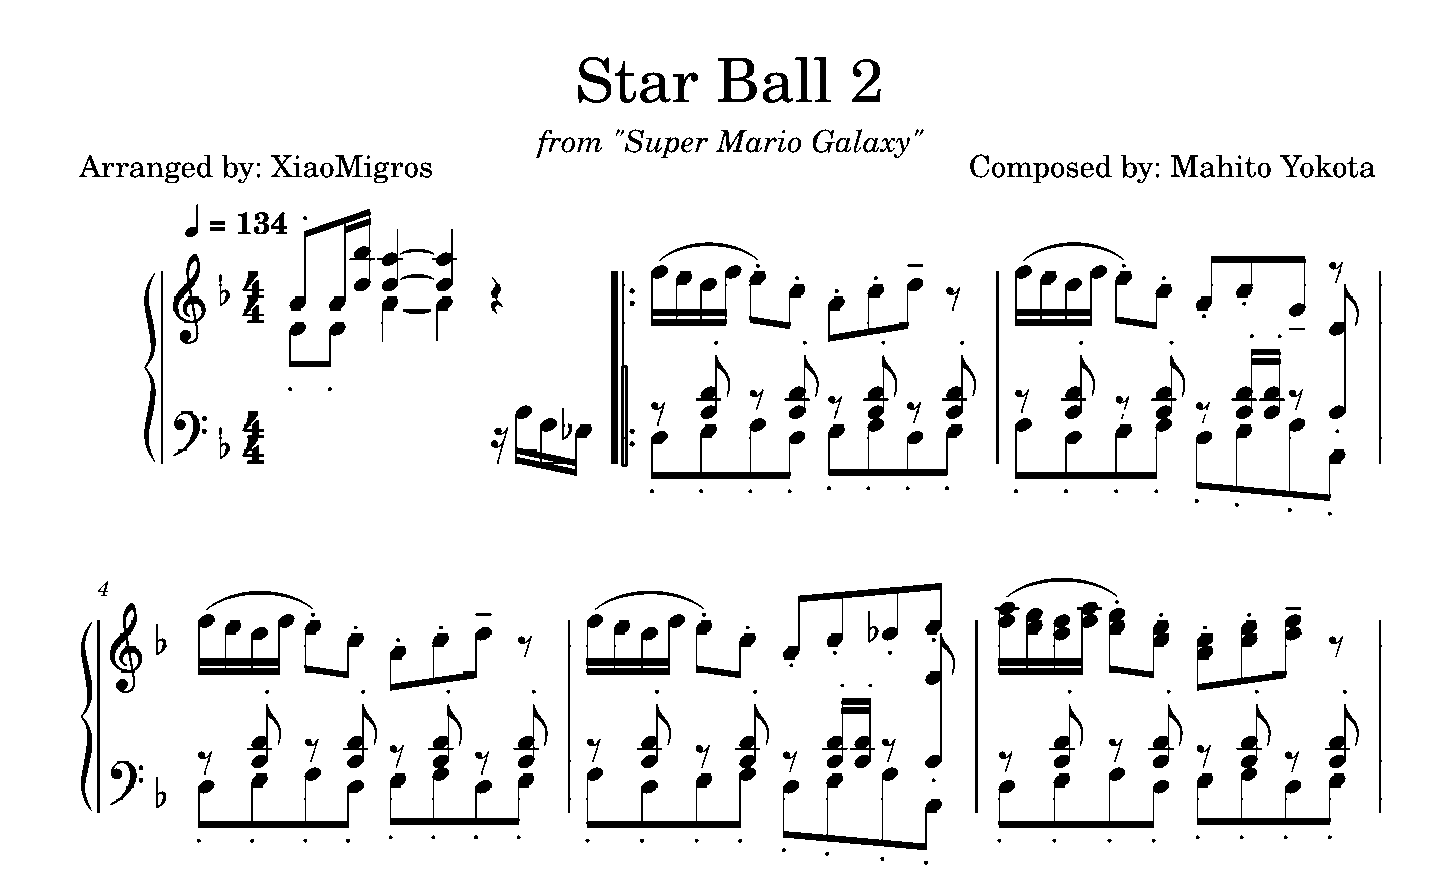 Star Ball 2
from "Super Mario Galaxy"
Arranged by: XiaoMigros
Composed by: Mahito Yokota
♩ = 134
4